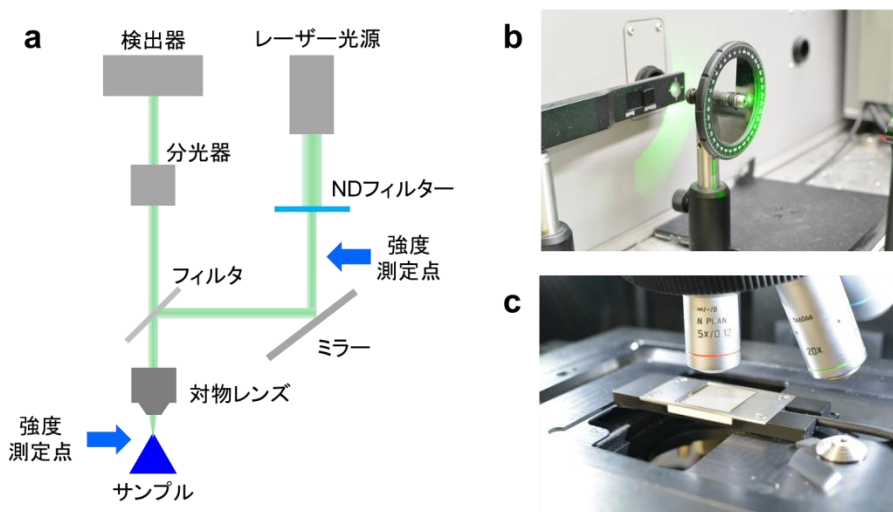 a
検出器
レーザー光源
分光器
NDフィルター
強度
測定点
フィルタ
ミラー
対物レンズ
強度
測定点
サンプル
b
c
N PLAN
5x/0.12
566066
20x